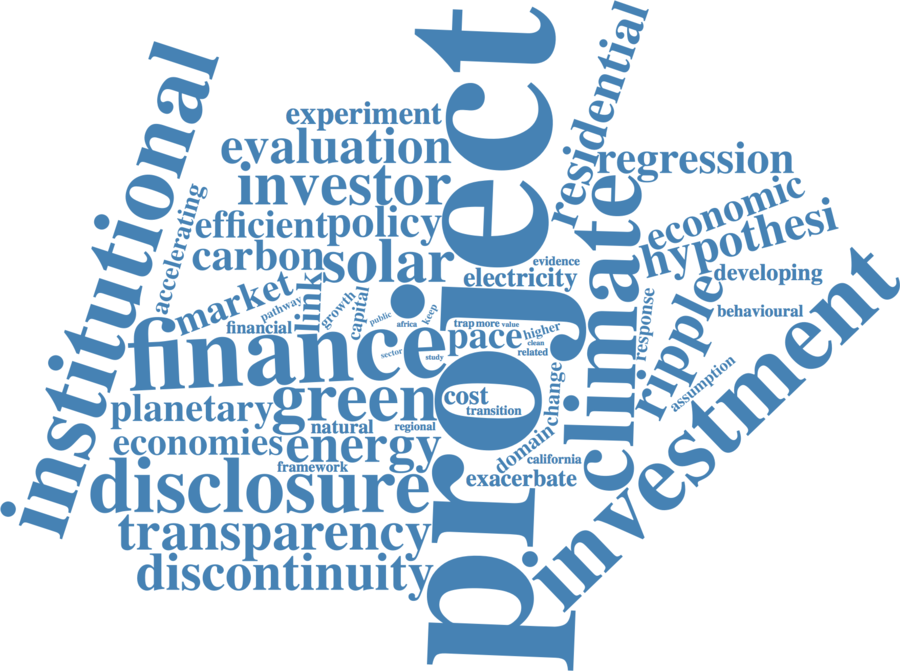 project
institutional
experiment
evaluation
investor
efficient
policy
carbon
solar
accelerating
market
pathway
financial
link
growth
capital
public
africa
keep
finance
sector
study
planetary
green
natural
regional
economies
energy
framework
disclosure
transparency
discontinuity
residential
regression
climate
economic
hypothesi
evidence
electricity
developing
behavioural
response
ripple
assumption
investment
trap
more
value
pace
higher
clean
related
cost
transition
change
domain
california
exacerbate